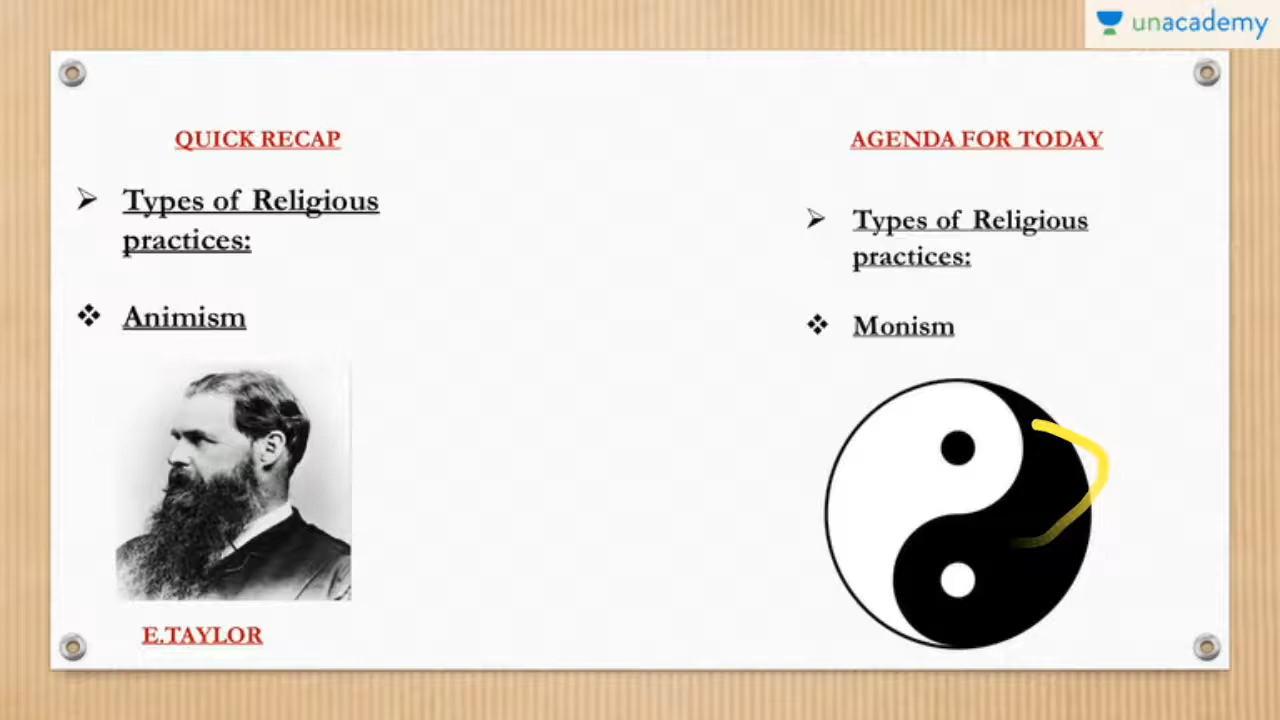 unacademy
QUICK RECAP
Types of Religious
practices:
Animism
E.TAYLOR
AGENDA FOR TODAY
Types of Religious
practices:
Monism